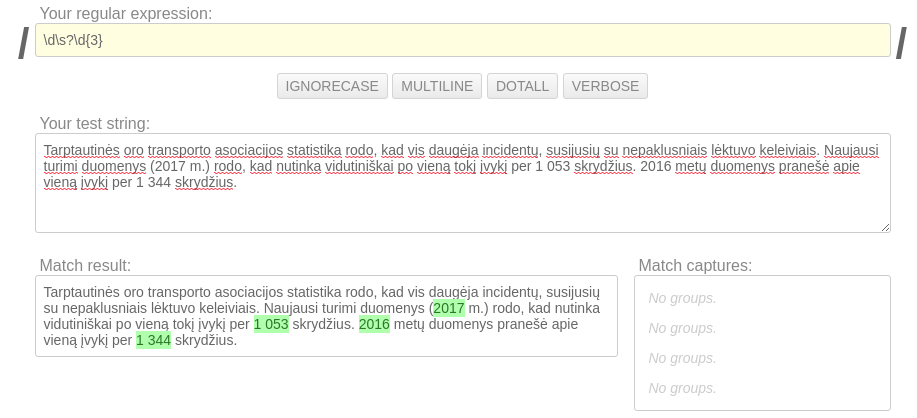 Your regular expression:
/ \d\s?\d{3} /
IGNORECASE MULTILINE DOTALL VERBOSE
Your test string:
Tarptautinės oro transporto asociacijos statistika rodo, kad vis daugėja incidentų, susijusių su nepaklusniais lėktuvo keleiviais. Naujausi
turimi duomenys (2017 m.) rodo, kad nutinka vidutiniškai po vieną tokį įvykį per 1 053 skrydžius. 2016 metų duomenys pranešė apie
vieną įvykį per 1 344 skrydžius.
Match result:
Tarptautinės oro transporto asociacijos statistika rodo, kad vis daugėja incidentų, susijusių
su nepaklusniais lėktuvo keleiviais. Naujausi turimi duomenys (2017 m.) rodo, kad nutinka
vidutiniškai po vieną tokį įvykį per 1 053 skrydžius. 2016 metų duomenys pranešė apie
vieną įvykį per 1 344 skrydžius.
Match captures:
No groups.
No groups.
No groups.
No groups.